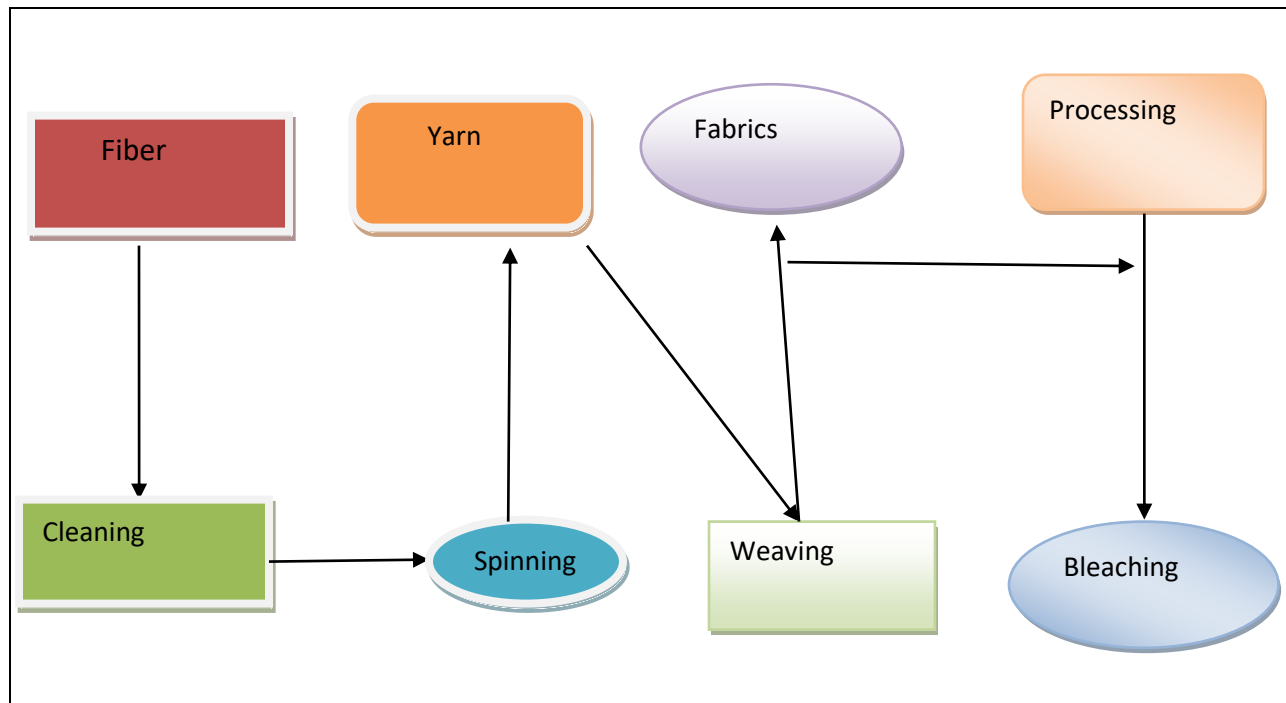 Fiber
Yarn
Fabrics
Processing
Cleaning
Spinning
Weaving
Bleaching